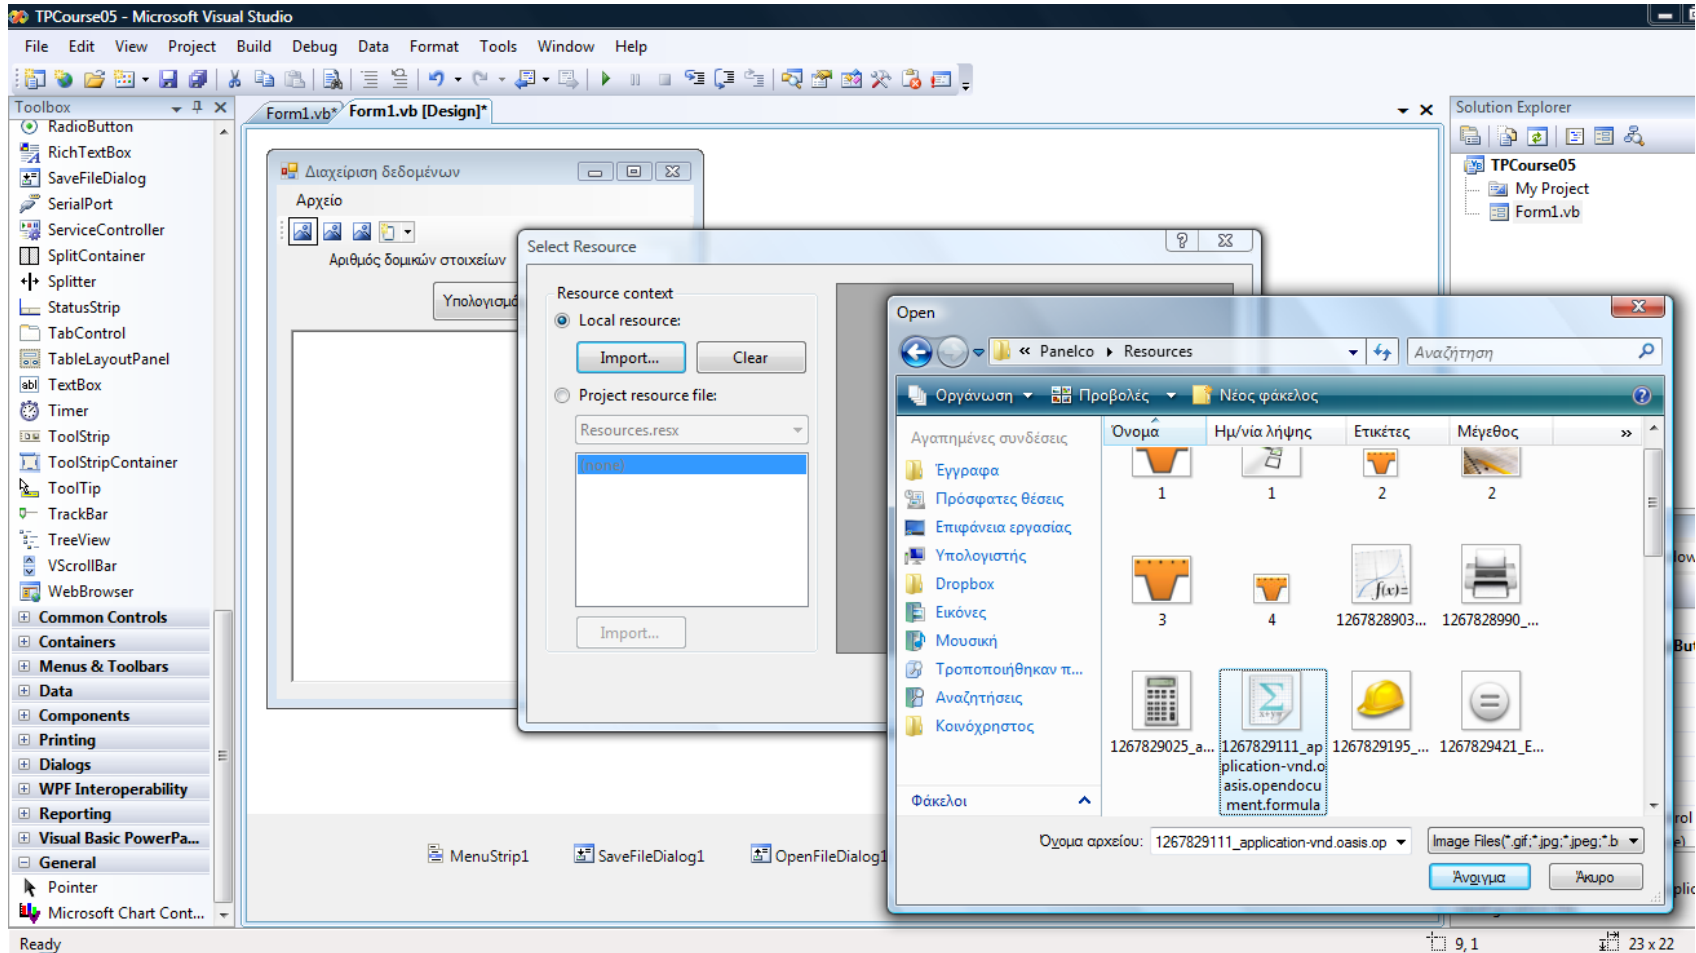 TPCourse05 - Microsoft Visual Studio
File Edit View Project Build Debug Data Format Tools Window Help
Toolbox
RadioButton
RichTextBox
SaveFileDialog
SerialPort
ServiceController
SplitContainer
Splitter
StatusStrip
TabControl
TableLayoutPanel
TextBox
Timer
ToolStrip
ToolStripContainer
ToolTip
TrackBar
TreeView
VScrollBar
WebBrowser
Common Controls
Containers
Menus & Toolbars
Data
Components
Printing
Dialogs
WPF Interoperability
Reporting
Visual Basic PowerPa...
General
Pointer
Microsoft Chart Cont...
Form1.vb* Form1.vb [Design]*
Διαχείριση δεδομένων
Αρχείο
Αριθμός δομικών στοιχείων
MenuStrip1 SaveFileDialog1 OpenFileDialog1
Select Resource
Resource context
Local resource:
Import... Clear
Project resource file:
Resources.resx
(none)
Import...
Open
« Panelco Resources
Αναζήτηση
Οργάνωση Προβολές Νέος φάκελος
Αγαπημένες συνδέσεις
Έγγραφα
Πρόσφατες θέσεις
Επιφάνεια εργασίας
Υπολογιστής
Dropbox
Εικόνες
Μουσική
Τροποποιήθηκαν π...
Αναζητήσεις
Κοινόχρηστος
Φάκελοι
Όνομα Ημ/νία λήψης Ετικέτες Μέγεθος »
1 1 2 2
f(x)=
3 4 1267828903... 1267828990_...
Σ
x+y=
1267829025_a... 1267829111_ap 1267829195_... 1267829421_E...
plication-vnd.o
asis.opendocu
ment.formula
Όνομα αρχείου: 1267829111_application-vnd.oasis.op Image Files(*.gif;*.jpg;*.jpeg;*.b
Άνοιγμα Άκυρο
Solution Explorer
TPCourse05
My Project
Form1.vb
Ready
9, 1 23 x 22